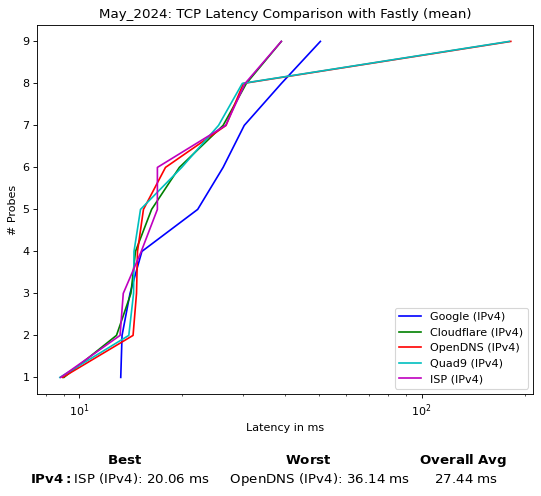 May_2024: TCP Latency Comparison with Fastly (mean)
9
8
7
6
5
4
3
2
1
# Probes
Google (IPv4)
Cloudflare (IPv4)
OpenDNS (IPv4)
Quad9 (IPv4)
ISP (IPv4)
10¹ 10²
Latency in ms
Best Worst Overall Avg
IPv4: ISP (IPv4): 20.06 ms OpenDNS (IPv4): 36.14 ms 27.44 ms